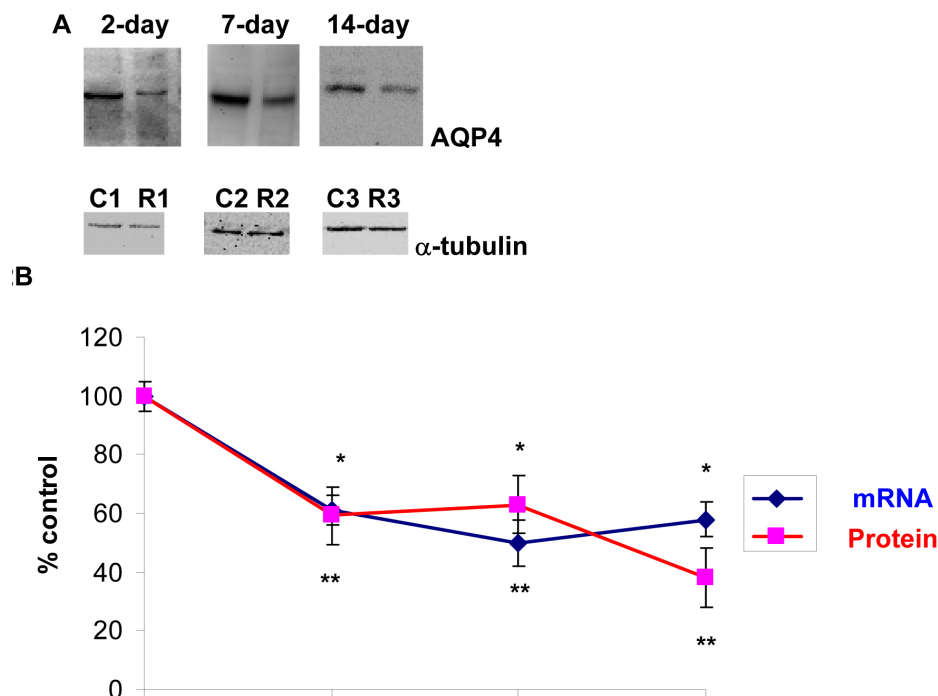 A 2-day 7-day 14-day
AQP4
C1 R1 C2 R2 C3 R3
α-tubulin
:B
120
100
80
60
40
20
0
% control
* * *
** ** **
mRNA
Protein